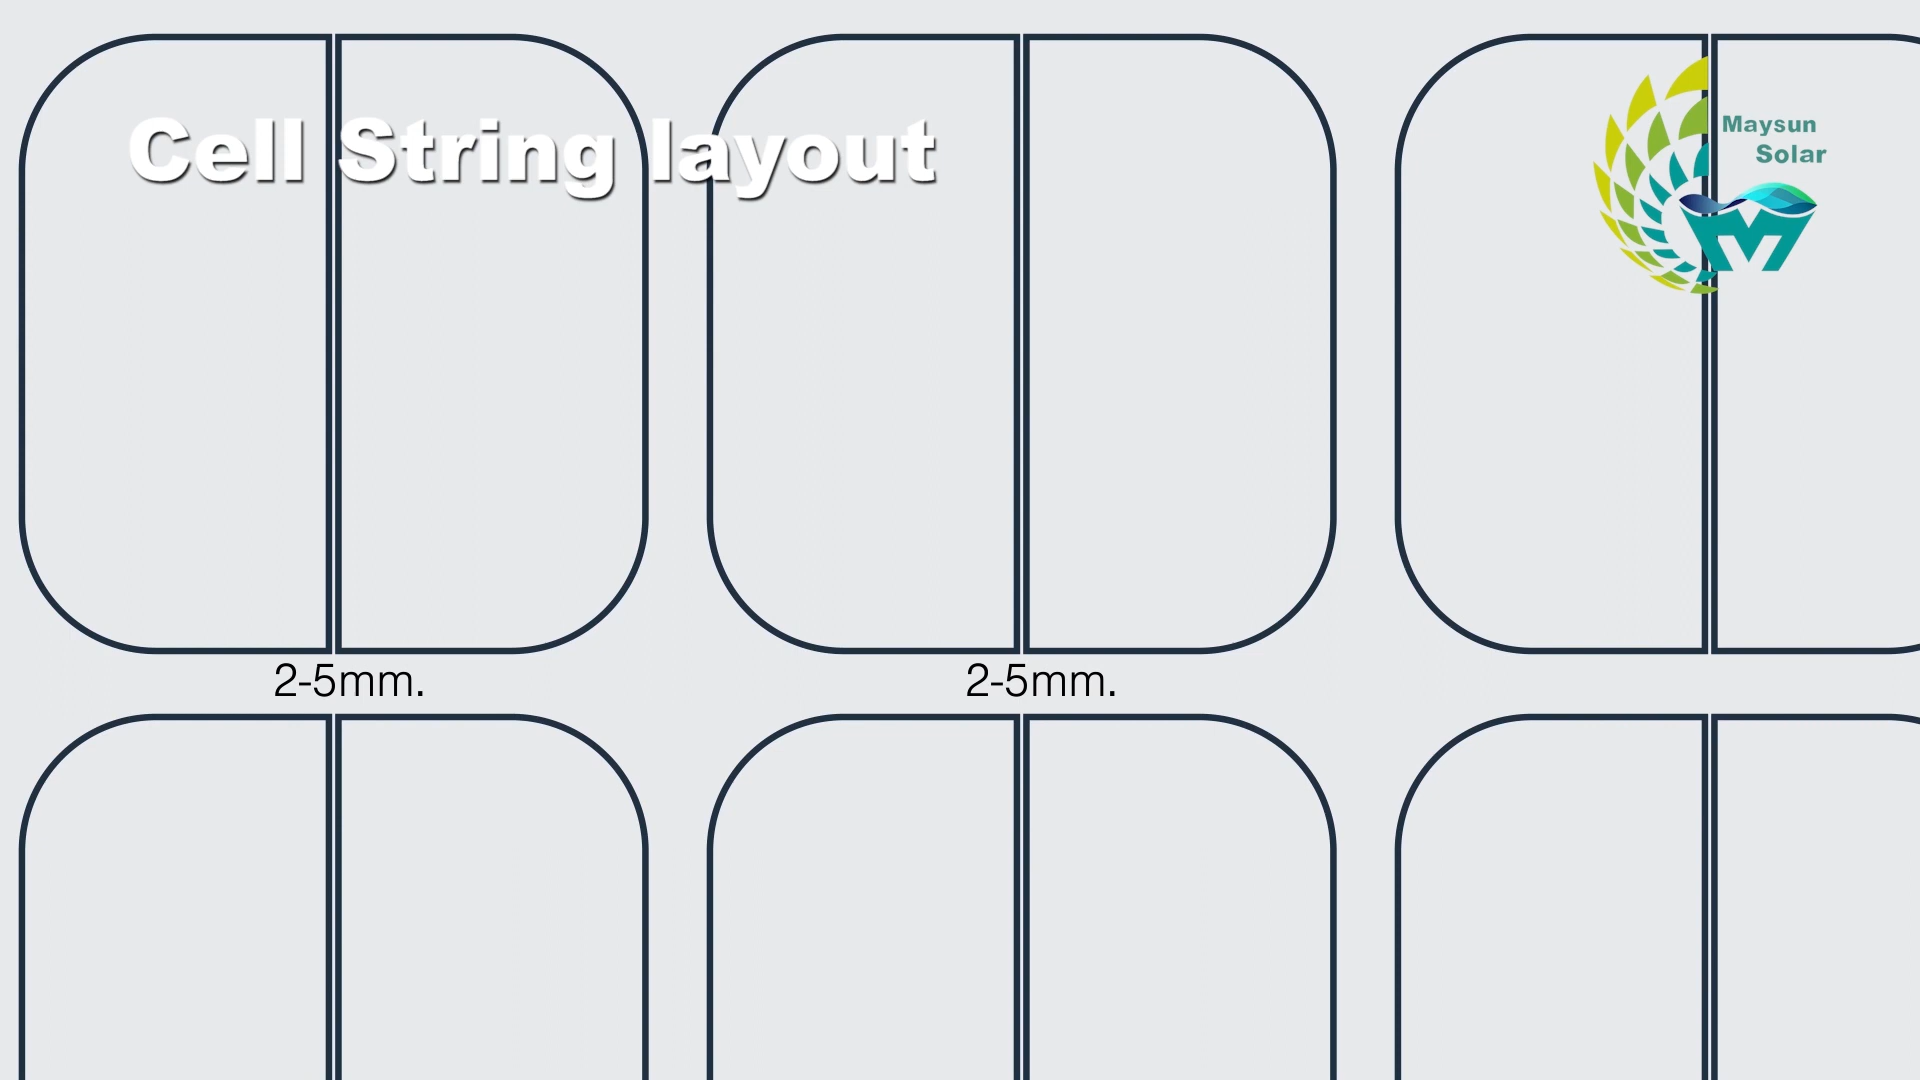 Cell String layout
Maysun
Solar
2-5mm.
2-5mm.